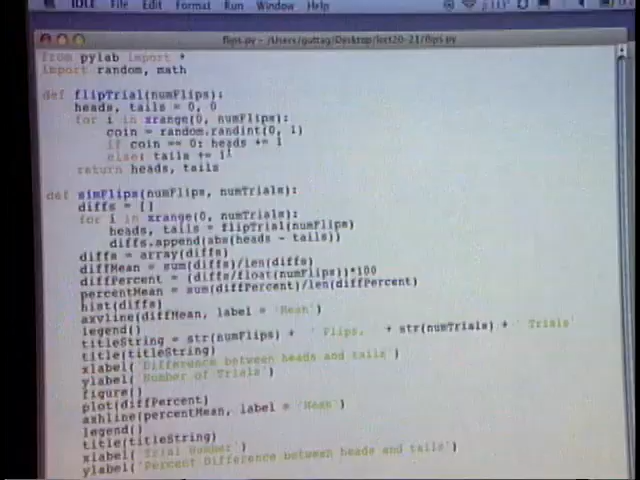 IDLE File Edit Format Run Window Help
flips.py - /Users/guttag/Desktop/lect20-21/flips.py
from pylab import *
import random, math
def flipTrial(numFlips):
heads, tails = 0, 0
for i in xrange(0, numFlips):
coin = random.randint(0, 1)
if coin == 0: heads += 1
else: tails += 1
return heads, tails
def simFlips(numFlips, numTrials):
diffs = []
for i in xrange(0, numTrials):
heads, tails = flipTrial(numFlips)
diffs.append(abs(heads - tails))
diffs = array(diffs)
diffMean = sum(diffs)/len(diffs)
diffPercent = (diffs/float(numFlips))*100
percentMean = sum(diffPercent)/len(diffPercent)
hist(diffs)
axvline(diffMean, label = 'Mean')
legend()
titleString = str(numFlips) + ' Flips, ' + str(numTrials) + ' Trials'
title(titleString)
xlabel('Difference between heads and tails')
ylabel('Number of Trials')
figure()
plot(diffPercent)
axhline(percentMean, label = 'Mean')
legend()
title(titleString)
xlabel('Trial Number')
ylabel('Percent Difference between heads and tails')